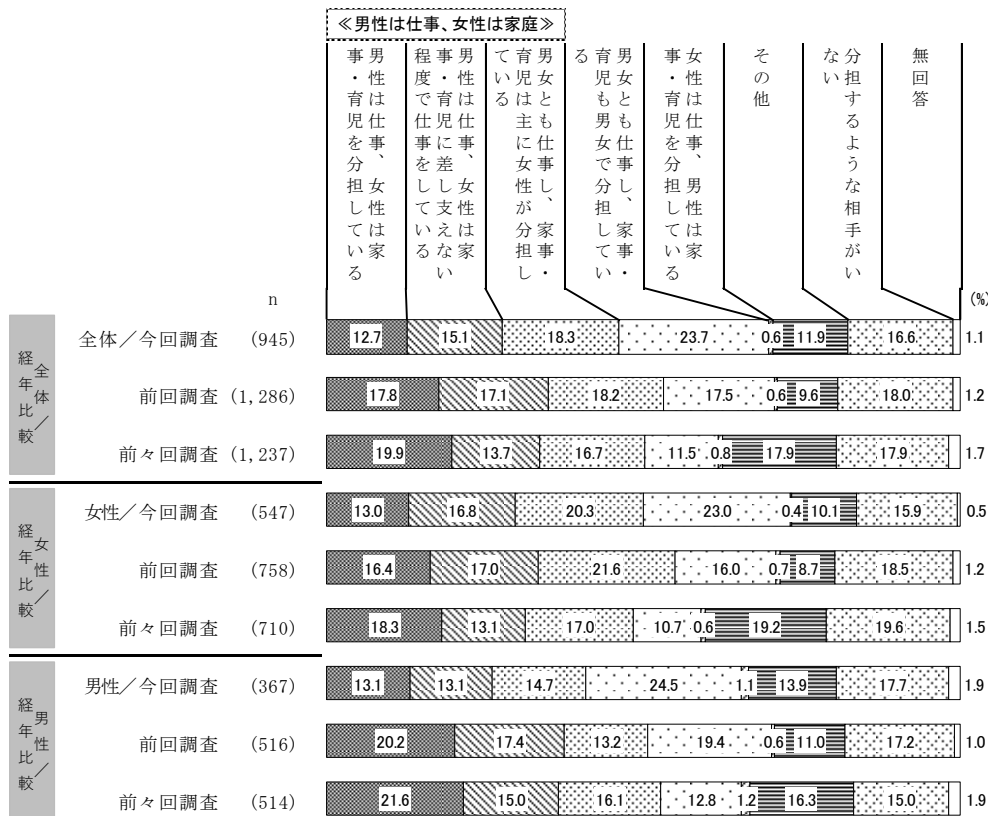 ≪男性は仕事、女性は家庭≫
男性は仕事、女性は家
事・育児を分担している
男性は仕事、女性は家
事・育児に差し支えない
程度で仕事をしている
男女とも仕事し、家事・
育児は主に女性が分担し
ている
男女とも仕事し、家事・
育児も男女で分担してい
る
女性は仕事、男性は家
事・育児を分担している
その他
分担するような相手がい
ない
無回答
n
(%)
全体/経年比較
全体/今回調査 (945) 12.7 15.1 18.3 23.7 0.6 11.9 16.6 1.1
前回調査 (1,286) 17.8 17.1 18.2 17.5 0.6 9.6 18.0 1.2
前々回調査 (1,237) 19.9 13.7 16.7 11.5 0.8 17.9 17.9 1.7
女性/経年比較
女性/今回調査 (547) 13.0 16.8 20.3 23.0 0.4 10.1 15.9 0.5
前回調査 (758) 16.4 17.0 21.6 16.0 0.7 8.7 18.5 1.2
前々回調査 (710) 18.3 13.1 17.0 10.7 0.6 19.2 19.6 1.5
男性/経年比較
男性/今回調査 (367) 13.1 13.1 14.7 24.5 1.1 13.9 17.7 1.9
前回調査 (516) 20.2 17.4 13.2 19.4 0.6 11.0 17.2 1.0
前々回調査 (514) 21.6 15.0 16.1 12.8 1.2 16.3 15.0 1.9